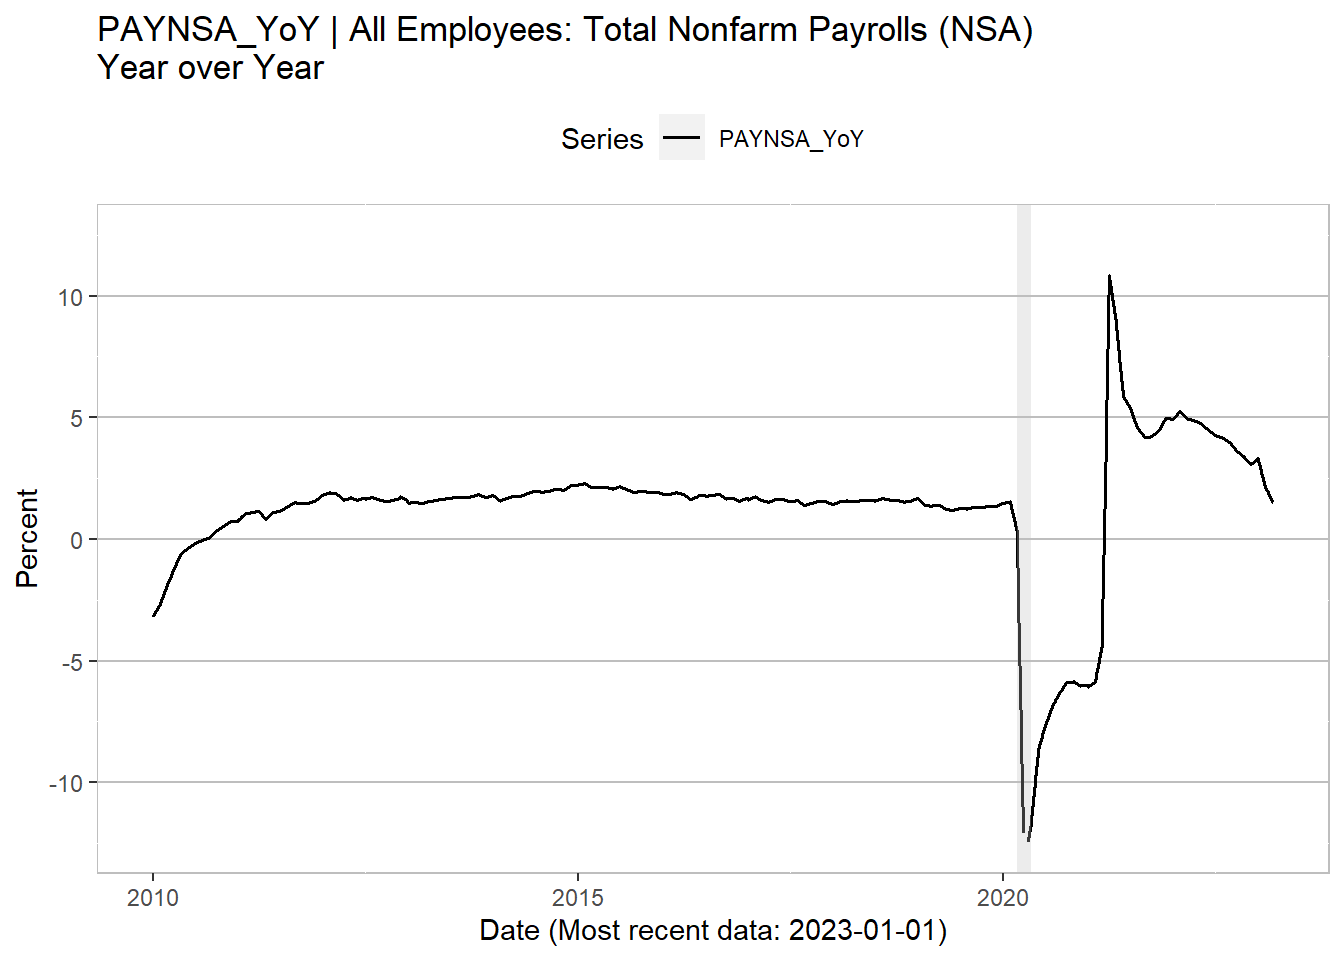 PAYNSA_YoY | All Employees: Total Nonfarm Payrolls (NSA)
Year over Year
Series PAYNSA_YoY
10
5
0
-5
-10
Percent
2010 2015 2020
Date (Most recent data: 2023-01-01)